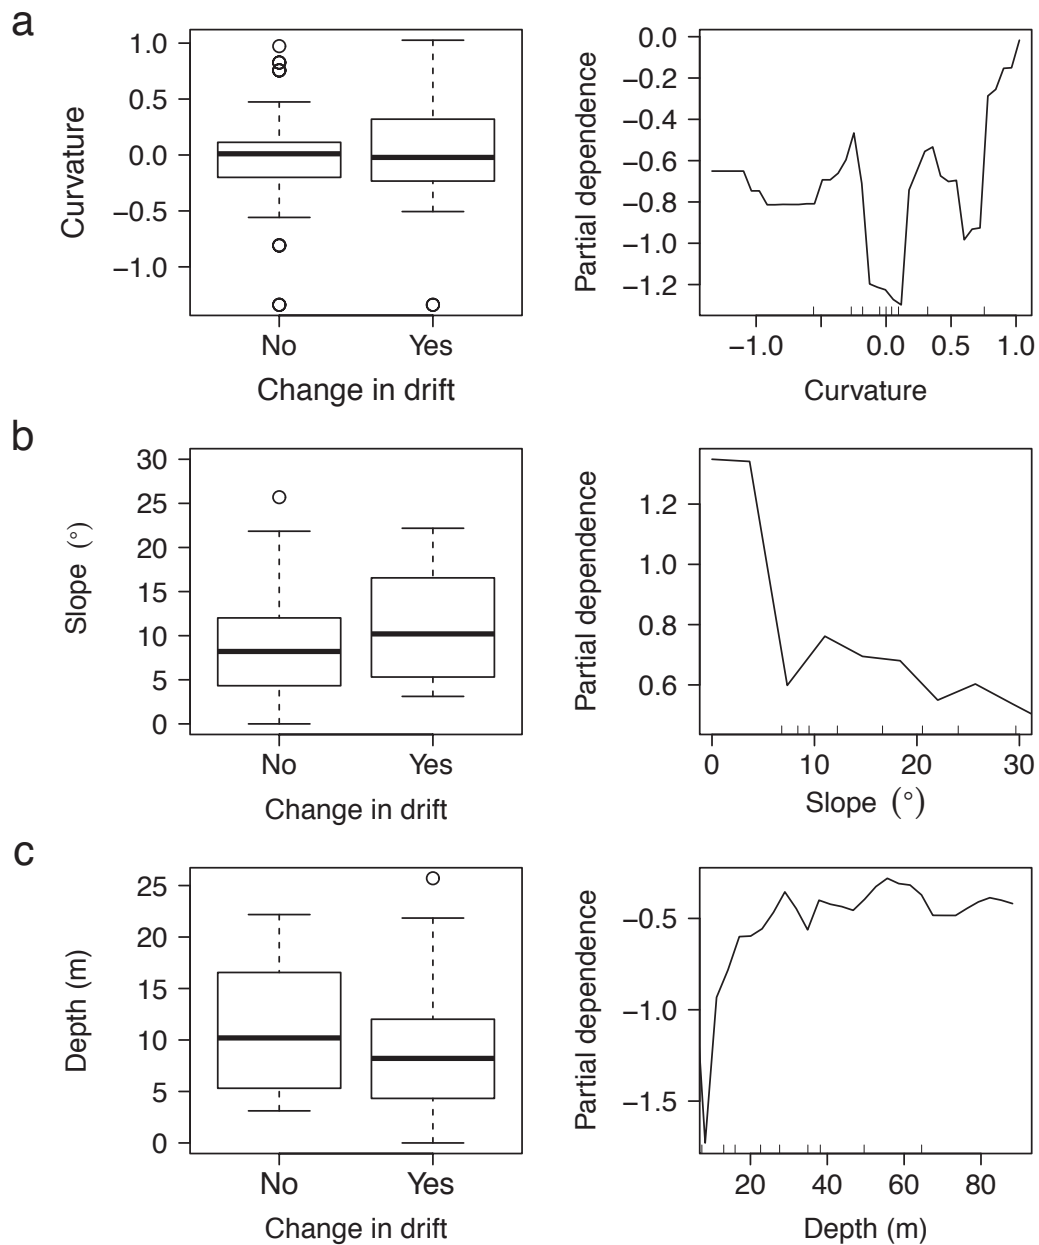 a
Curvature
1.0
0.5
0.0
−0.5
−1.0
No Yes
Change in drift
Partial dependence
0.0
−0.2
−0.4
−0.6
−0.8
−1.0
−1.2
−1.0 0.0 0.5 1.0
Curvature
b
Slope (°)
30
25
20
15
10
5
0
No Yes
Change in drift
Partial dependence
1.2
1.0
0.8
0.6
0 10 20 30
Slope (°)
c
Depth (m)
25
20
15
10
5
0
No Yes
Change in drift
Partial dependence
−0.5
−1.0
−1.5
20 40 60 80
Depth (m)